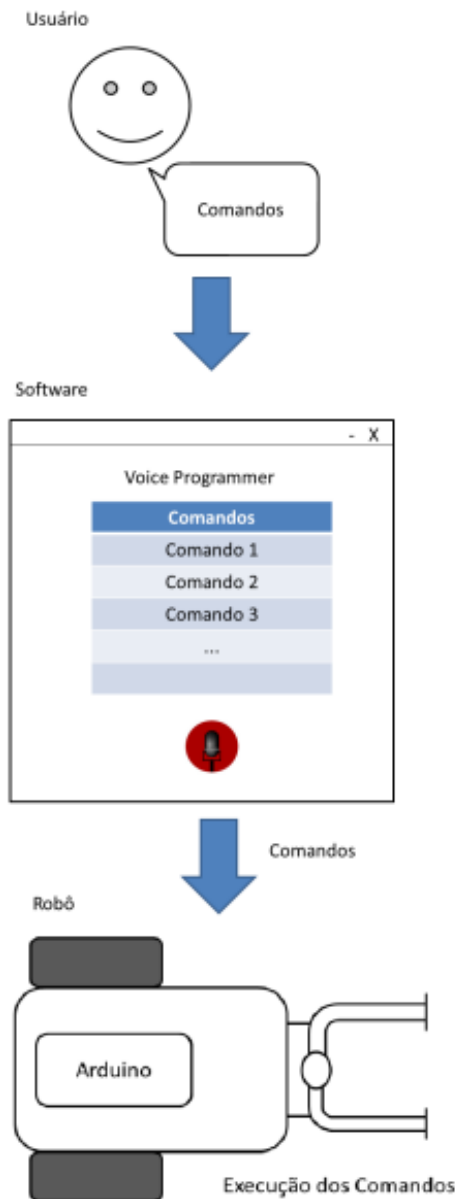 Usuário
Comandos
Software
- X
Voice Programmer
Comandos
Comando 1
Comando 2
Comando 3
...
Comandos
Robô
Arduino
Execução dos Comandos